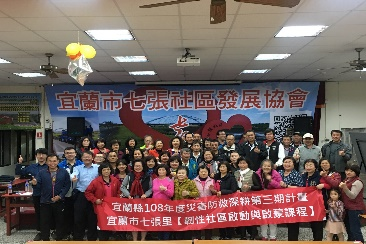 宜蘭市七張社區發展協會
宜蘭縣108年度災害防救深耕第三期計畫
宜蘭市七張里【韌性社區啟動與啟蒙課程】